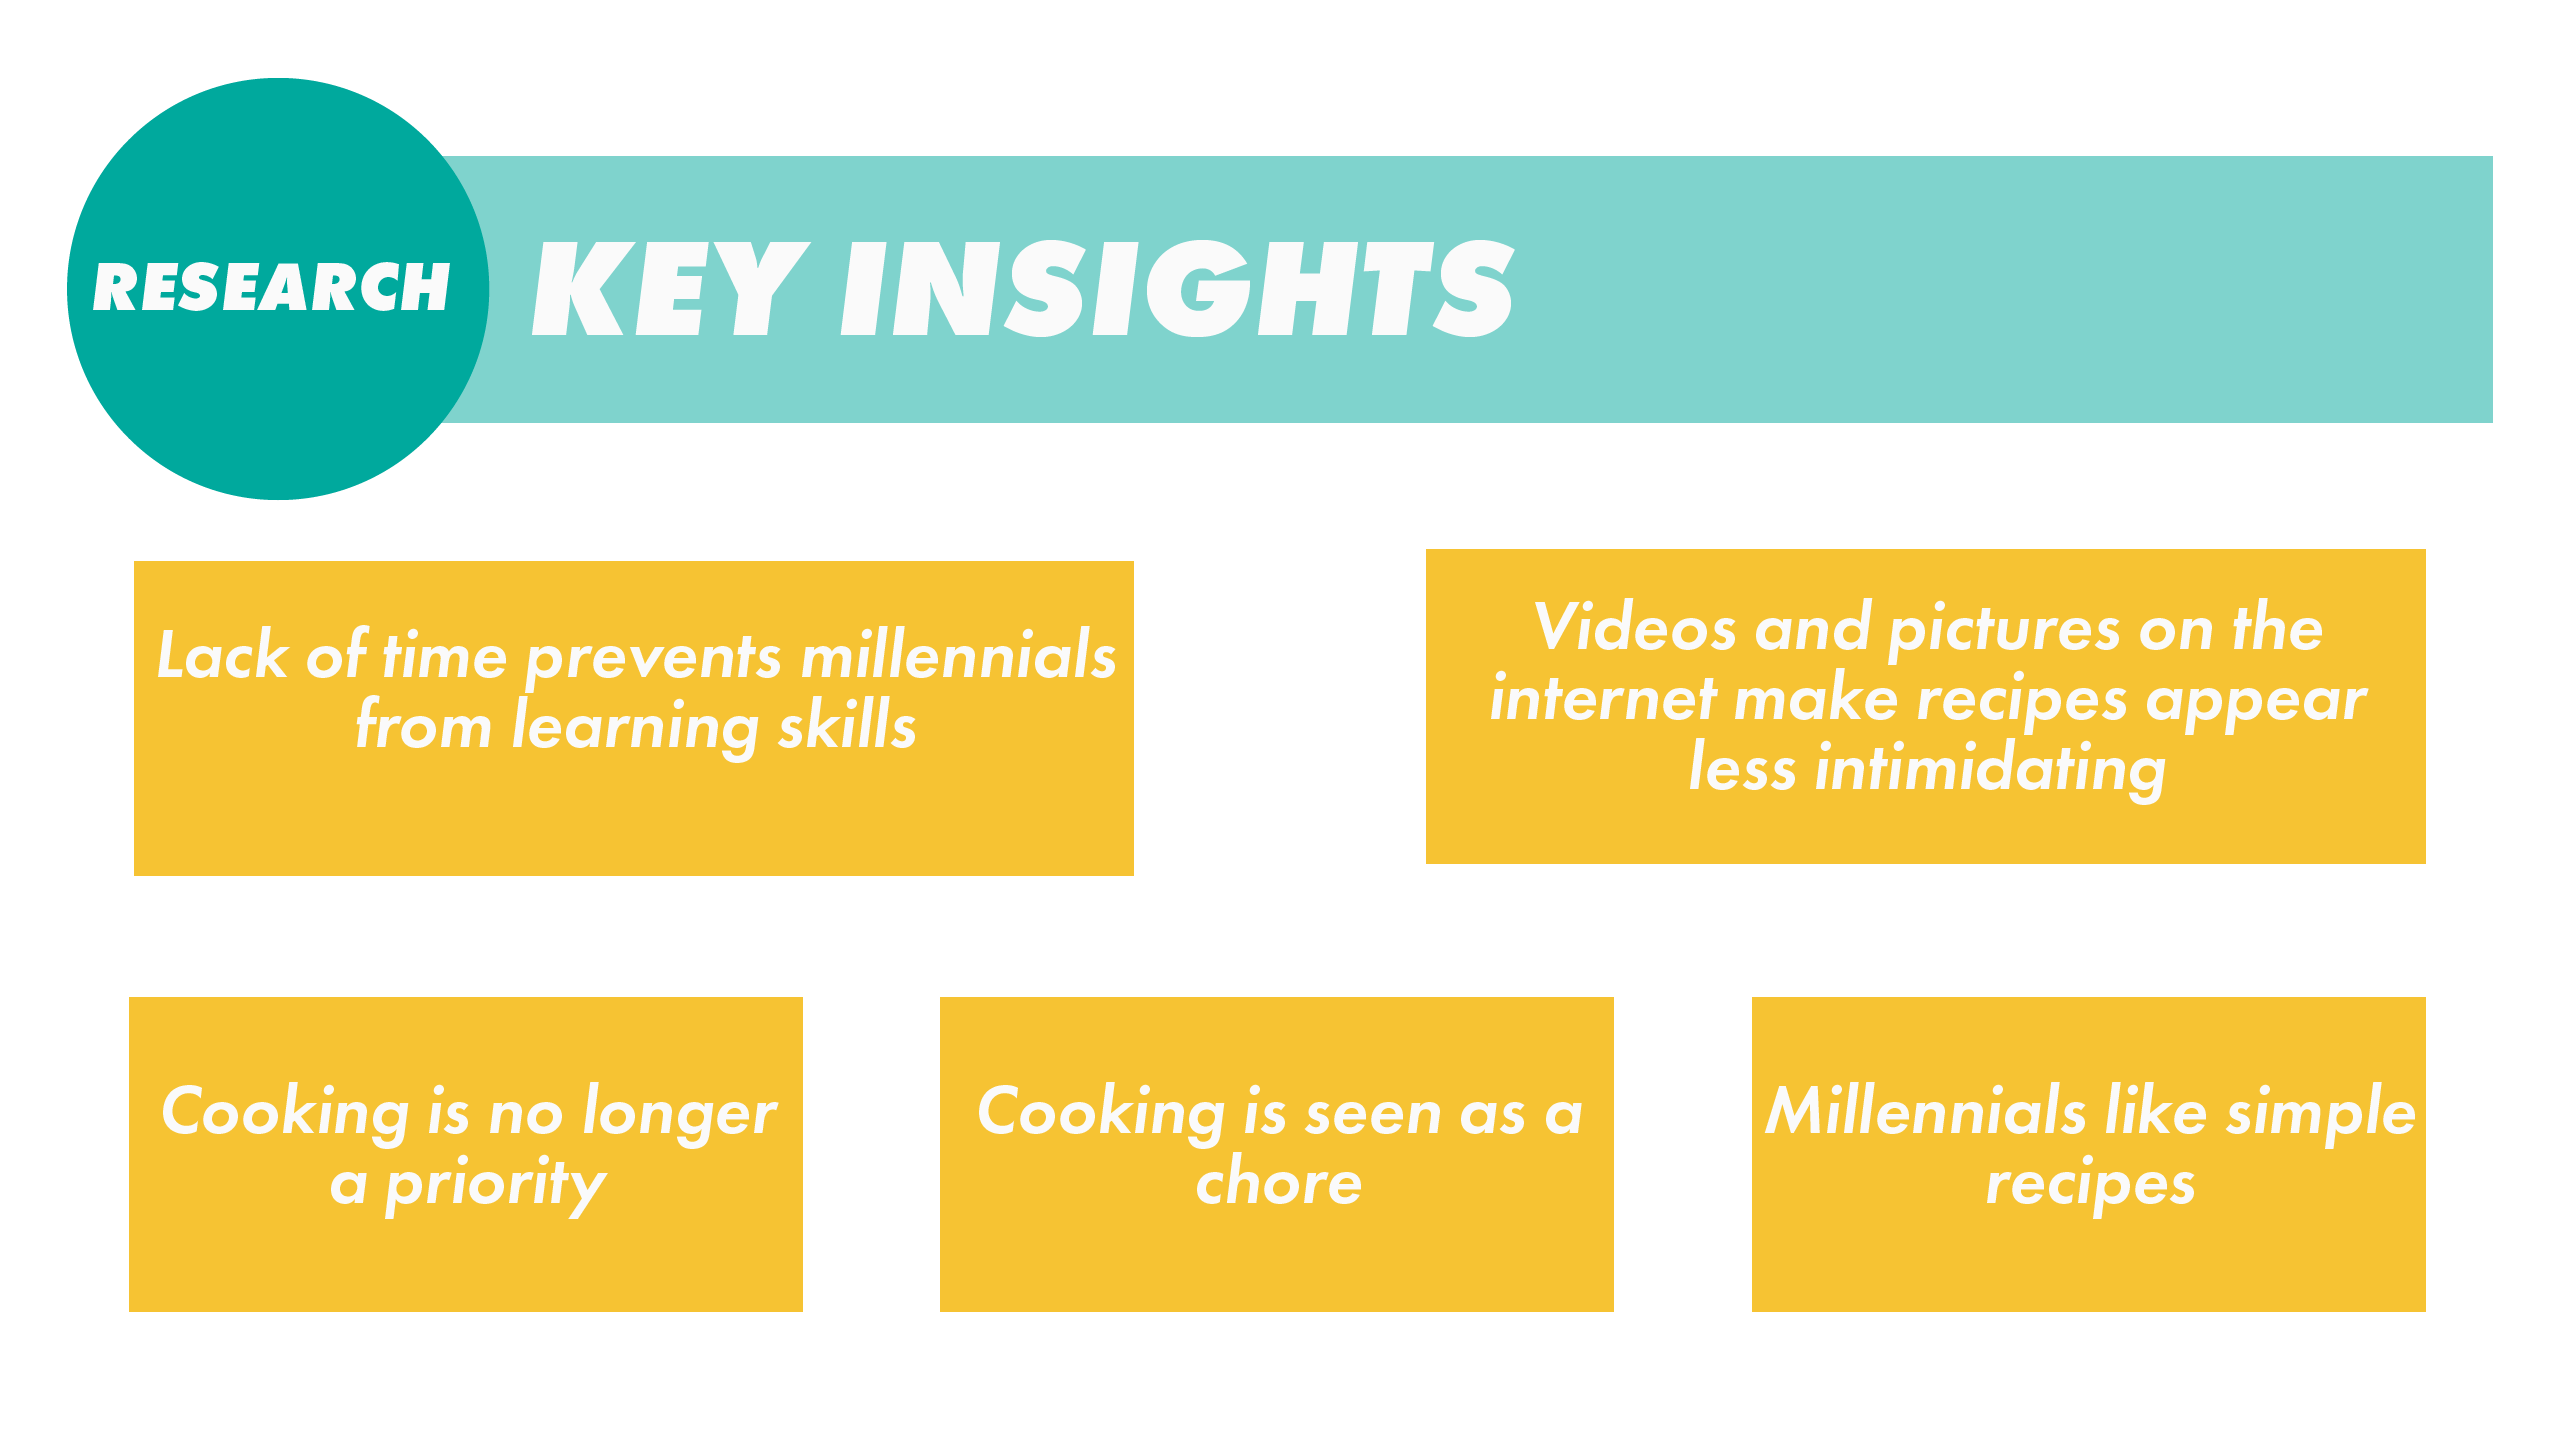 RESEARCH
KEY INSIGHTS
Lack of time prevents millennials
from learning skills
Videos and pictures on the
internet make recipes appear
less intimidating
Cooking is no longer
a priority
Cooking is seen as a
chore
Millennials like simple
recipes